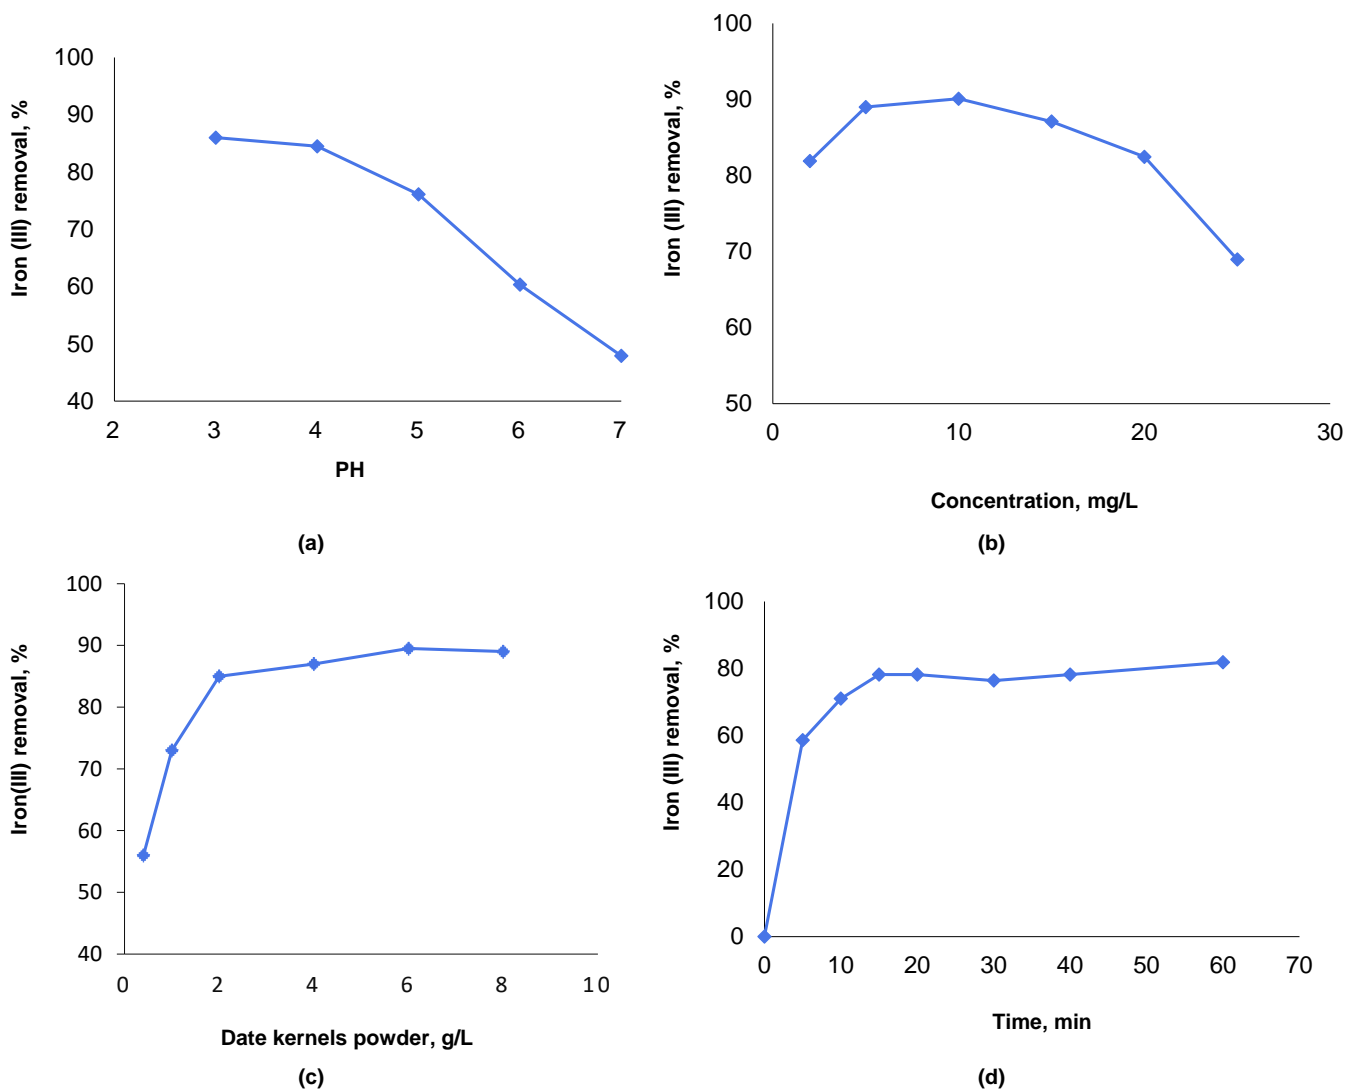 100
90
80
70
60
50
40
2 3 4 5 6 7
Iron (III) removal, %
PH
(a)
100
90
80
70
60
50
0 10 20 30
Iron (III) removal, %
Concentration, mg/L
(b)
100
90
80
70
60
50
40
0 2 4 6 8 10
Iron(III) removal, %
Date kernels powder, g/L
(c)
100
80
60
40
20
0
0 10 20 30 40 50 60 70
Iron (III) removal, %
Time, min
(d)